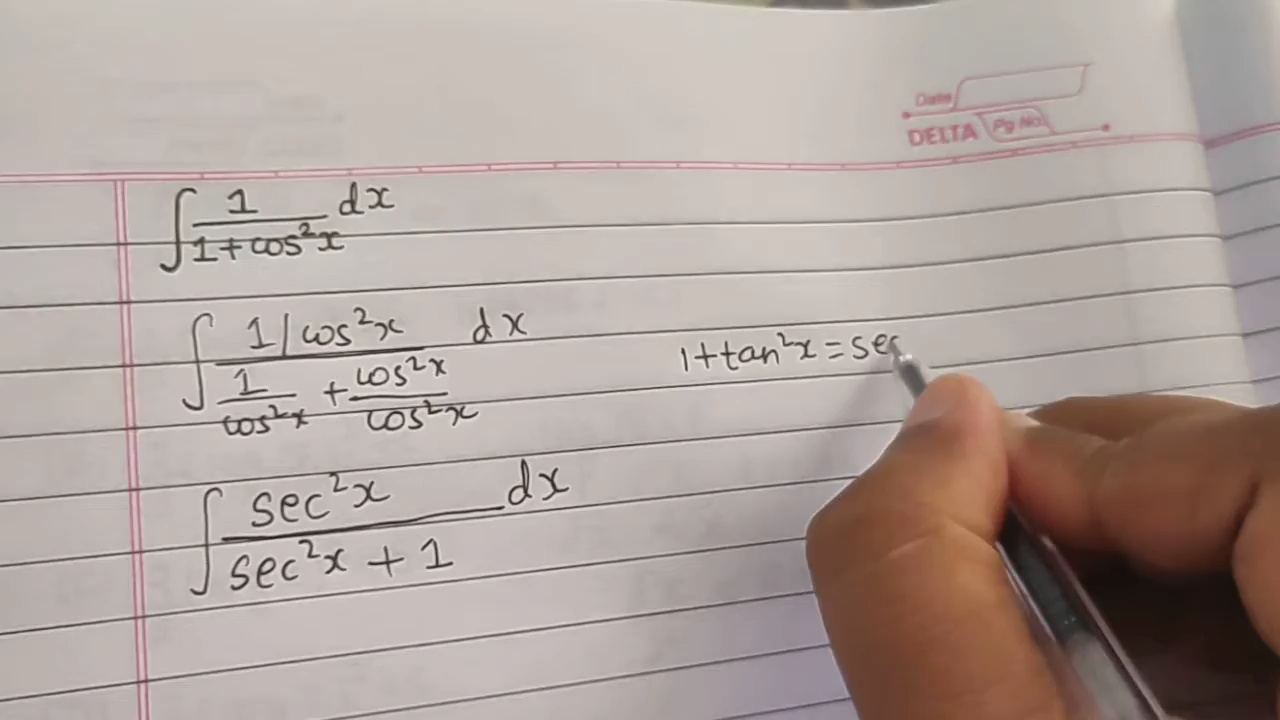 Date
DELTA Pg No.
∫ 1/(1+cos²x) dx
∫ (1/cos²x)/(1/cos²x + cos²x/cos²x) dx
1+tan²x=sec
∫ sec²x/(sec²x + 1) dx